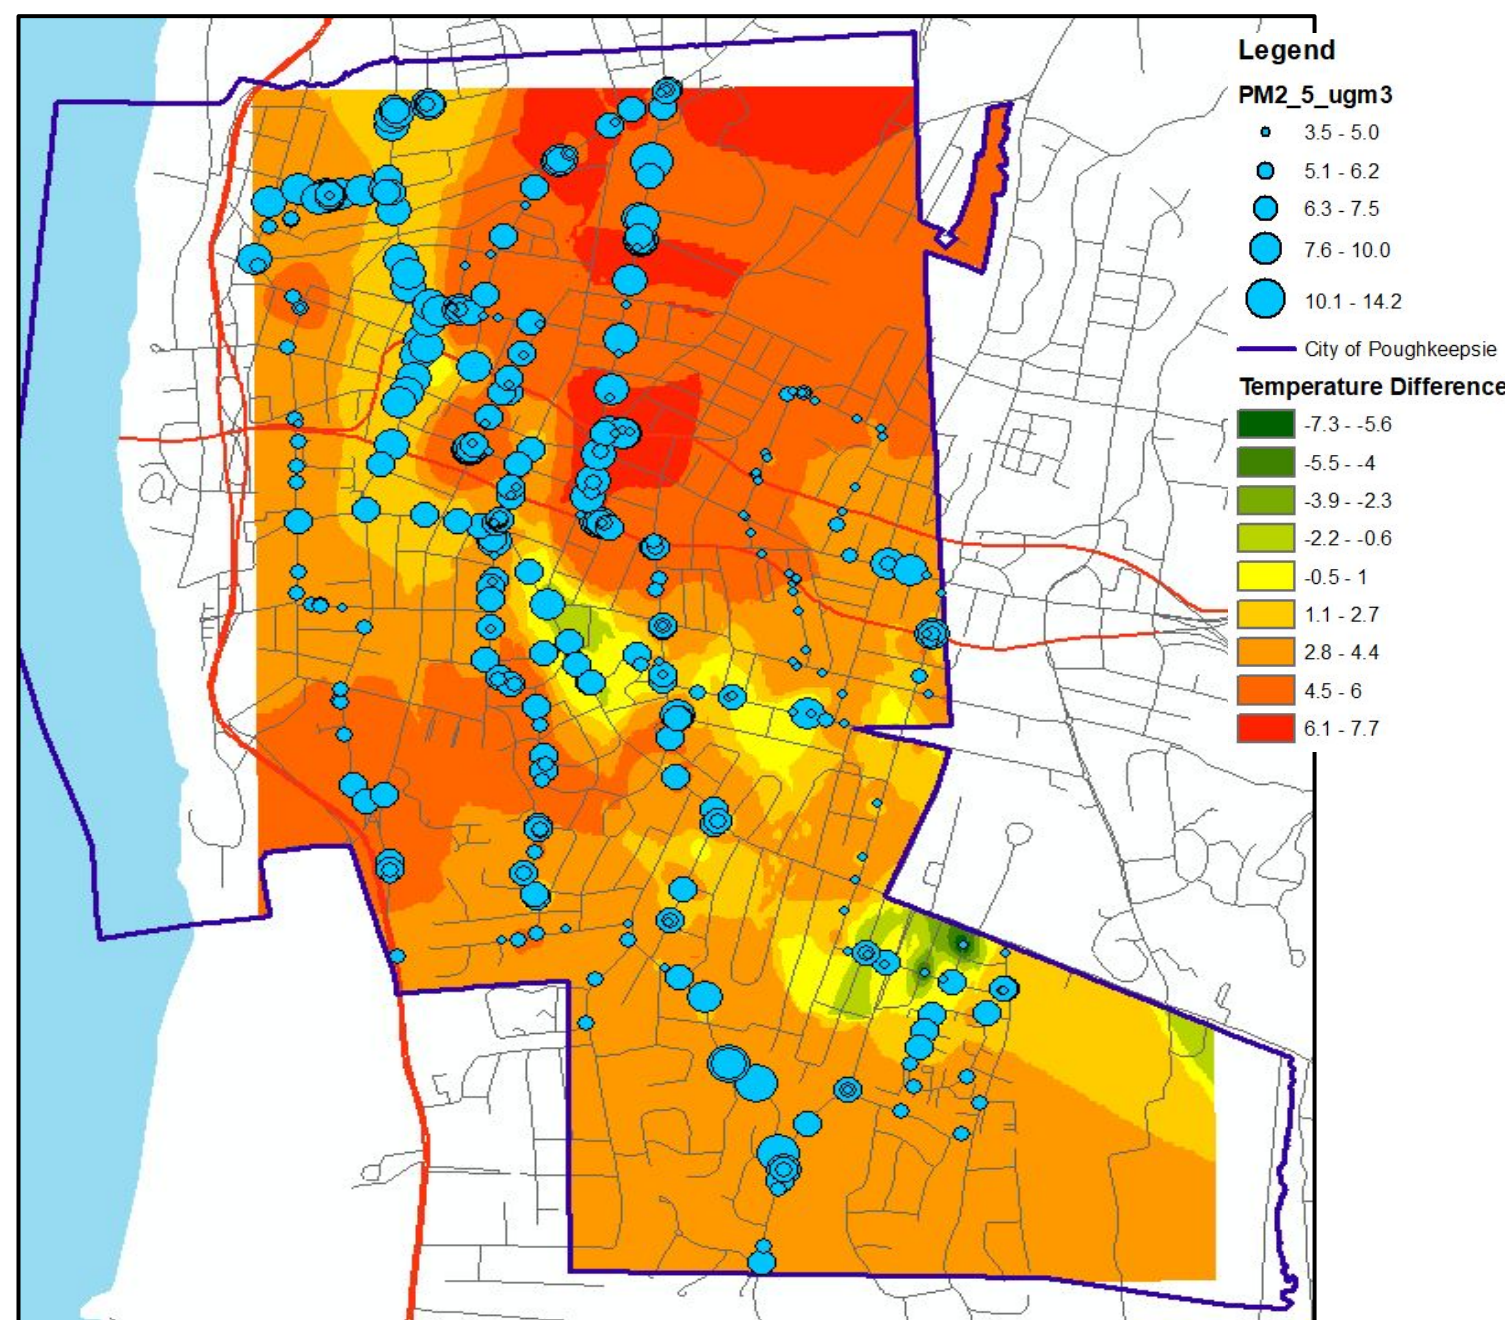 Legend
PM2_5_ugm3
3.5 - 5.0
5.1 - 6.2
6.3 - 7.5
7.6 - 10.0
10.1 - 14.2
City of Poughkeepsie
Temperature Difference
-7.3 - -5.6
-5.5 - -4
-3.9 - -2.3
-2.2 - -0.6
-0.5 - 1
1.1 - 2.7
2.8 - 4.4
4.5 - 6
6.1 - 7.7